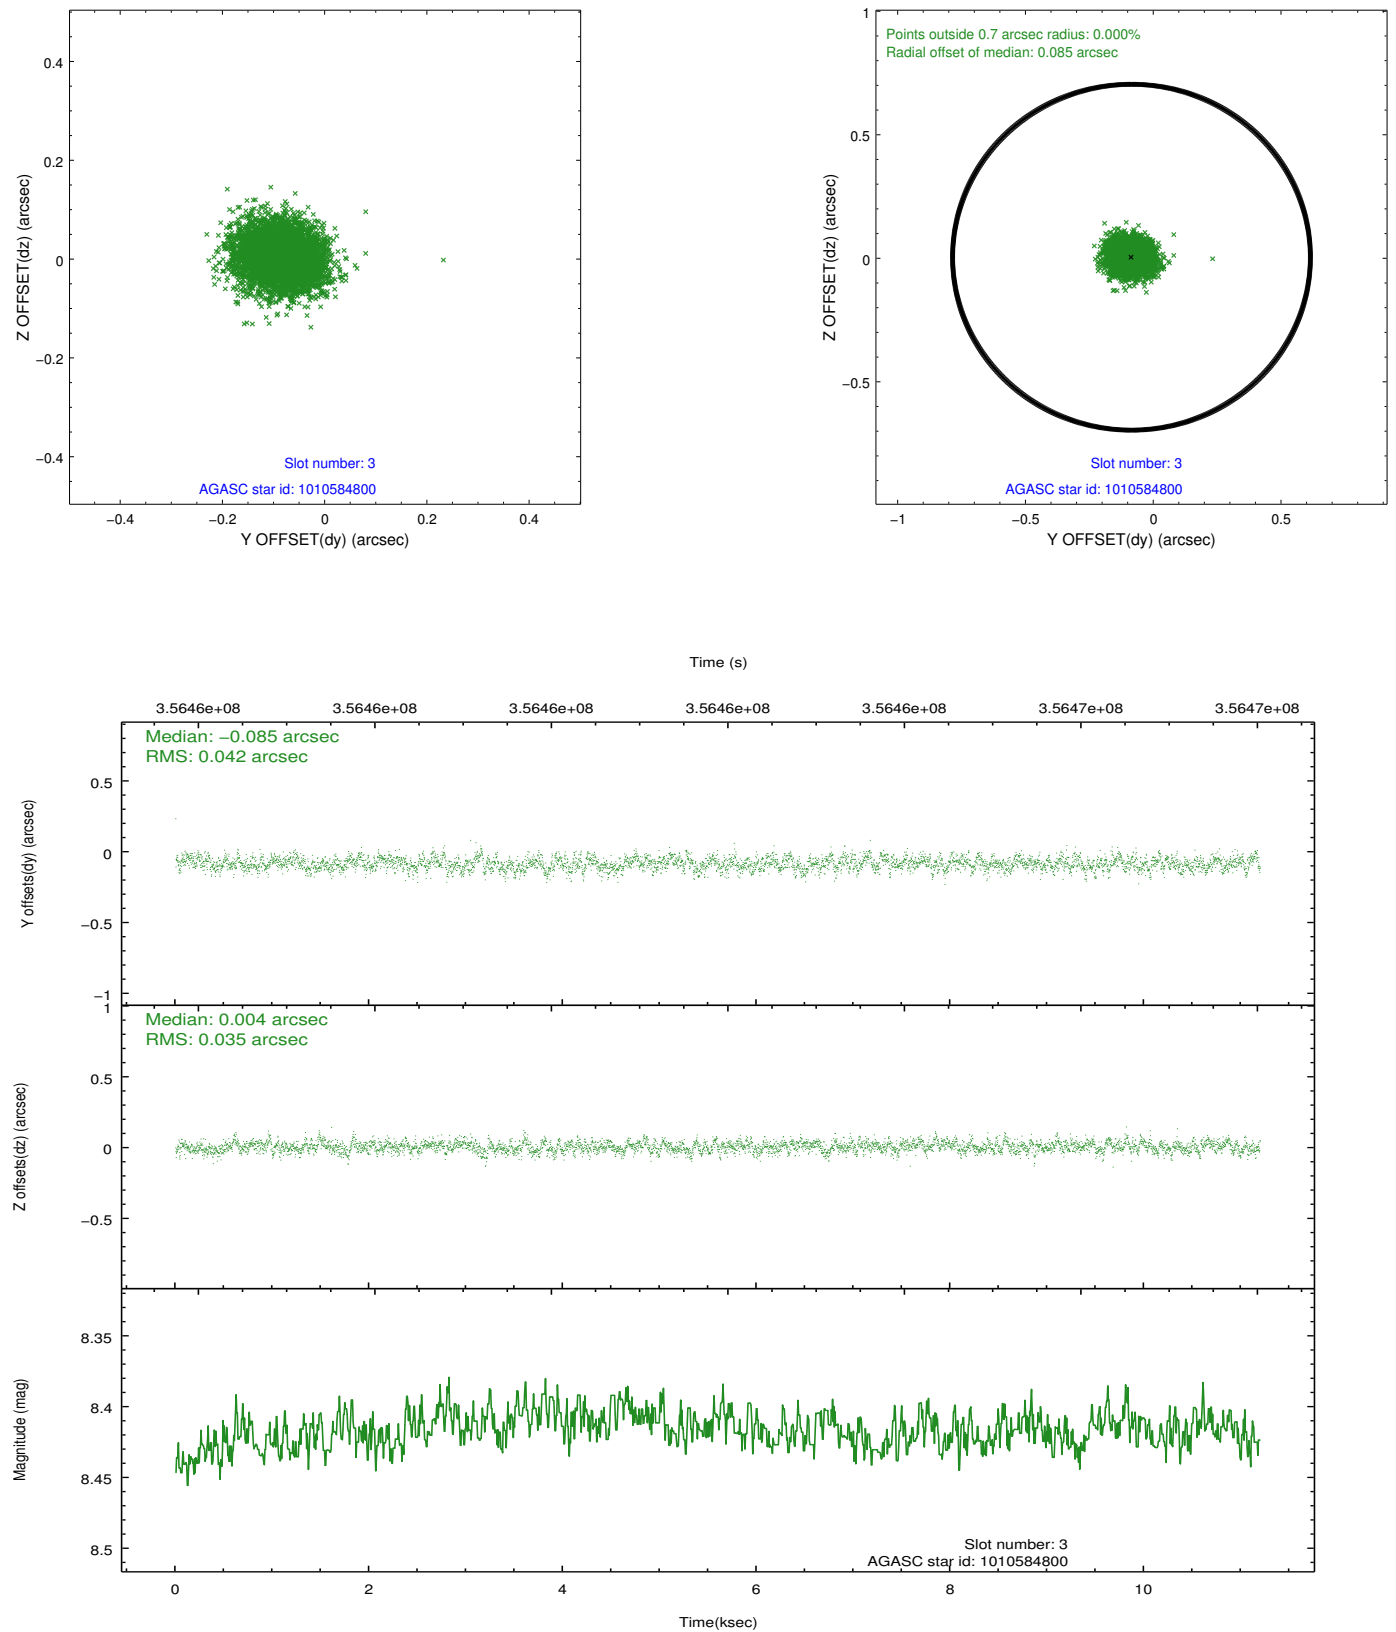 0.4
0.2
0
−0.2
−0.4
Z OFFSET(dz) (arcsec)
Slot number: 3
AGASC star id: 1010584800
−0.4 −0.2 0 0.2 0.4
Y OFFSET(dy) (arcsec)
1
0.5
0
−0.5
Z OFFSET(dz) (arcsec)
Points outside 0.7 arcsec radius: 0.000%
Radial offset of median: 0.085 arcsec
Slot number: 3
AGASC star id: 1010584800
−1 −0.5 0 0.5
Y OFFSET(dy) (arcsec)
Time (s)
3.5646e+08 3.5646e+08 3.5646e+08 3.5646e+08 3.5646e+08 3.5647e+08 3.5647e+08
Median: −0.085 arcsec
RMS: 0.042 arcsec
0.5
0
−0.5
−1
Y offsets(dy) (arcsec)
Median: 0.004 arcsec
RMS: 0.035 arcsec
1
0.5
0
−0.5
Z offsets(dz) (arcsec)
8.35
8.4
8.45
8.5
Magnitude (mag)
Slot number: 3
AGASC star id: 1010584800
0 2 4 6 8 10
Time(ksec)